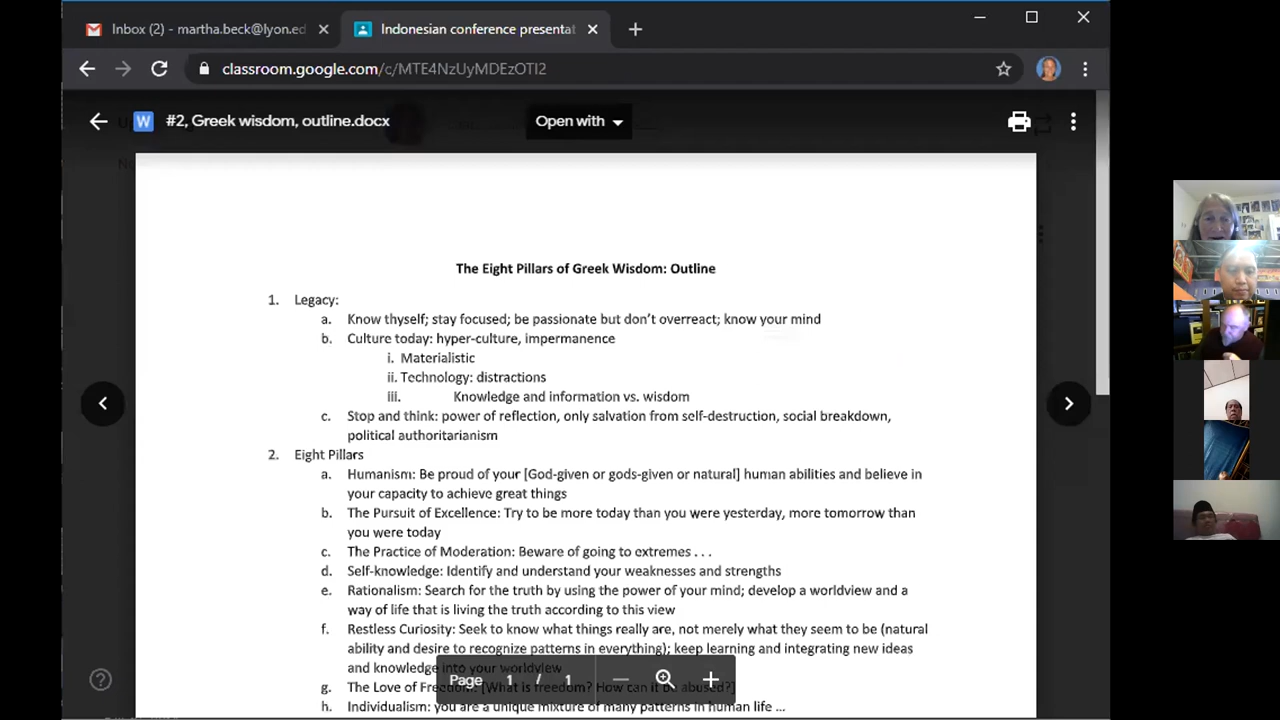 Inbox (2) - martha.beck@lyon.ed
Indonesian conference presentat
classroom.google.com/c/MTE4NzUyMDEzOTI2
#2, Greek wisdom, outline.docx
Open with
The Eight Pillars of Greek Wisdom: Outline
1. Legacy:
a. Know thyself; stay focused; be passionate but don't overreact; know your mind
b. Culture today: hyper-culture, impermanence
i. Materialistic
ii. Technology: distractions
iii. Knowledge and information vs. wisdom
c. Stop and think: power of reflection, only salvation from self-destruction, social breakdown,
political authoritarianism
2. Eight Pillars
a. Humanism: Be proud of your [God-given or gods-given or natural] human abilities and believe in
your capacity to achieve great things
b. The Pursuit of Excellence: Try to be more today than you were yesterday, more tomorrow than
you were today
c. The Practice of Moderation: Beware of going to extremes . . .
d. Self-knowledge: Identify and understand your weaknesses and strengths
e. Rationalism: Search for the truth by using the power of your mind; develop a worldview and a
way of life that is living the truth according to this view
f. Restless Curiosity: Seek to know what things really are, not merely what they seem to be (natural
ability and desire to recognize patterns in everything); keep learning and integrating new ideas
and knowledge into your worldview
g. The Love of Freedom: [What is freedom? How can it be abused?]
h. Individualism: you are a unique mixture of many patterns in human life ...
Page 1 / 1